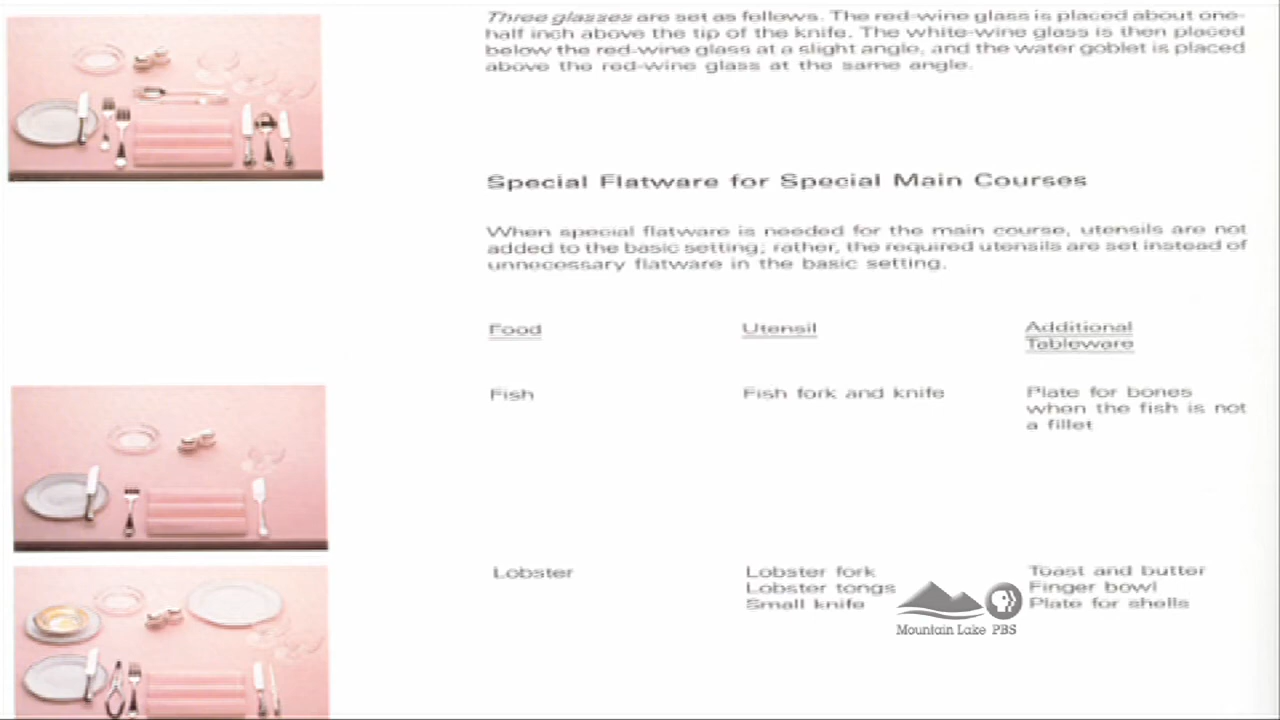 Three glasses are set as follows. The red-wine glass is placed about one-
half inch above the tip of the knife. The white-wine glass is then placed
below the red-wine glass at a slight angle, and the water goblet is placed
above the red-wine glass at the same angle.
Special Flatware for Special Main Courses
When special flatware is needed for the main course, utensils are not
added to the basic setting; rather, the required utensils are set instead of
unnecessary flatware in the basic setting.
Food Utensil Additional
Tableware
Fish Fish fork and knife Plate for bones
when the fish is not
a fillet
Lobster Lobster fork Toast and butter
Lobster tongs Finger bowl
Small knife Plate for shells
Mountain Lake PBS